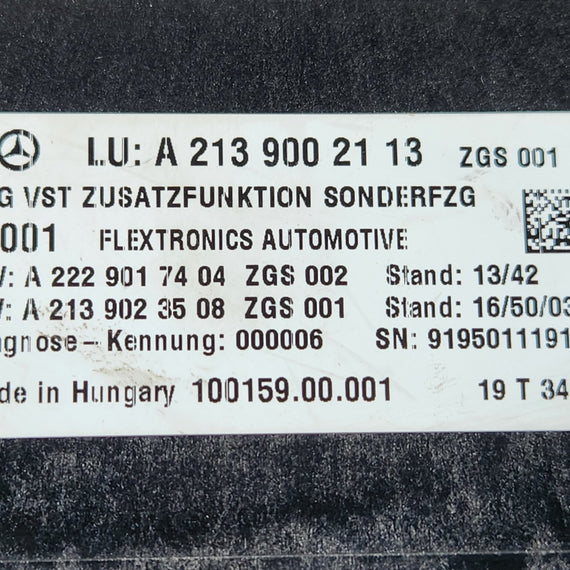 LU: A 213 900 21 13 ZGS 001
G VST ZUSATZFUNKTION SONDERFZG
001 FLEXTRONICS AUTOMOTIVE
: A 222 901 74 04 ZGS 002 Stand: 13/42
: A 213 902 35 08 ZGS 001 Stand: 16/50/03
agnose-Kennung: 000006 SN: 9195011191
de in Hungary 100159.00.001 19 T 34